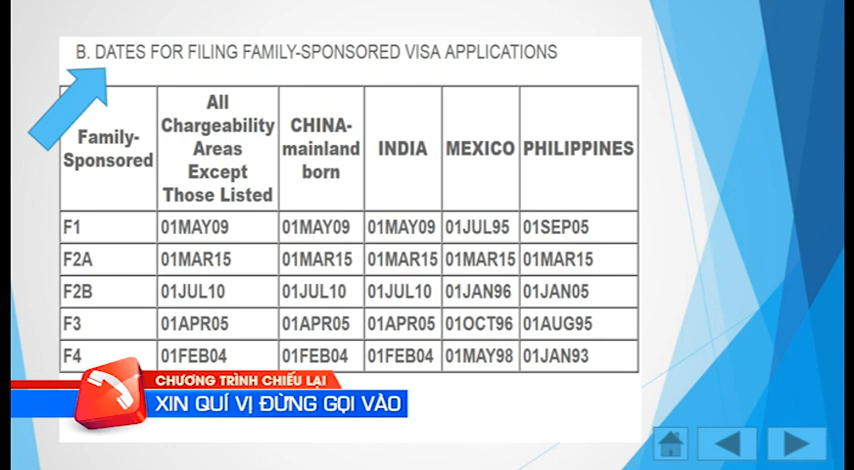 B. DATES FOR FILING FAMILY-SPONSORED VISA APPLICATIONS
Family-Sponsored All Chargeability Areas Except Those Listed CHINA-mainland born INDIA MEXICO PHILIPPINES
F1 01MAY09 01MAY09 01MAY09 01JUL95 01SEP05
F2A 01MAR15 01MAR15 01MAR15 01MAR15 01MAR15
F2B 01JUL10 01JUL10 01JUL10 01JAN96 01JAN05
F3 01APR05 01APR05 01APR05 01OCT96 01AUG95
F4 01FEB04 01FEB04 01FEB04 01MAY98 01JAN93
CHƯƠNG TRÌNH CHIẾU LẠI
XIN QUÍ VỊ ĐỪNG GỌI VÀO